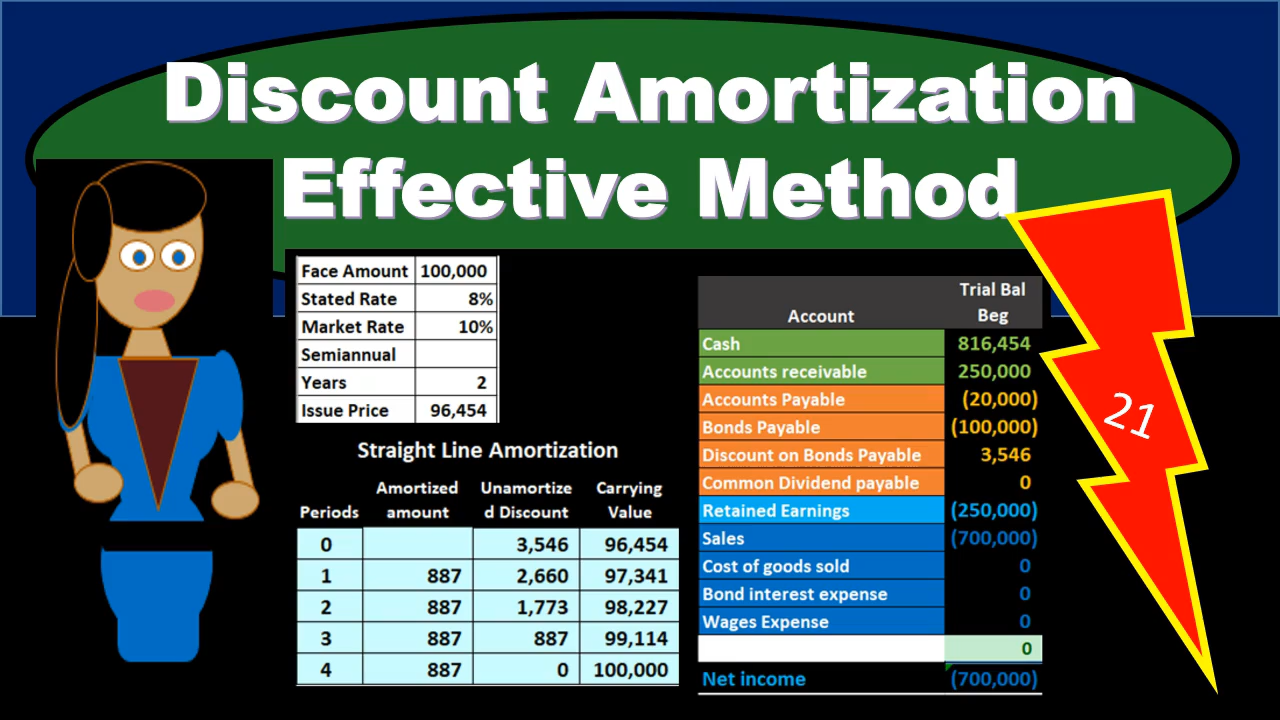 Discount Amortization
Effective Method
Face Amount 100,000
Stated Rate 8%
Market Rate 10%
Semiannual
Years 2
Issue Price 96,454
Straight Line Amortization
Amortized Unamortize Carrying
Periods amount d Discount Value
0 3,546 96,454
1 887 2,660 97,341
2 887 1,773 98,227
3 887 887 99,114
4 887 0 100,000
Trial Bal
Account Beg
Cash 816,454
Accounts receivable 250,000
Accounts Payable (20,000)
Bonds Payable (100,000)
Discount on Bonds Payable 3,546
Common Dividend payable 0
Retained Earnings (250,000)
Sales (700,000)
Cost of goods sold 0
Bond interest expense 0
Wages Expense 0
0
Net income (700,000)
21